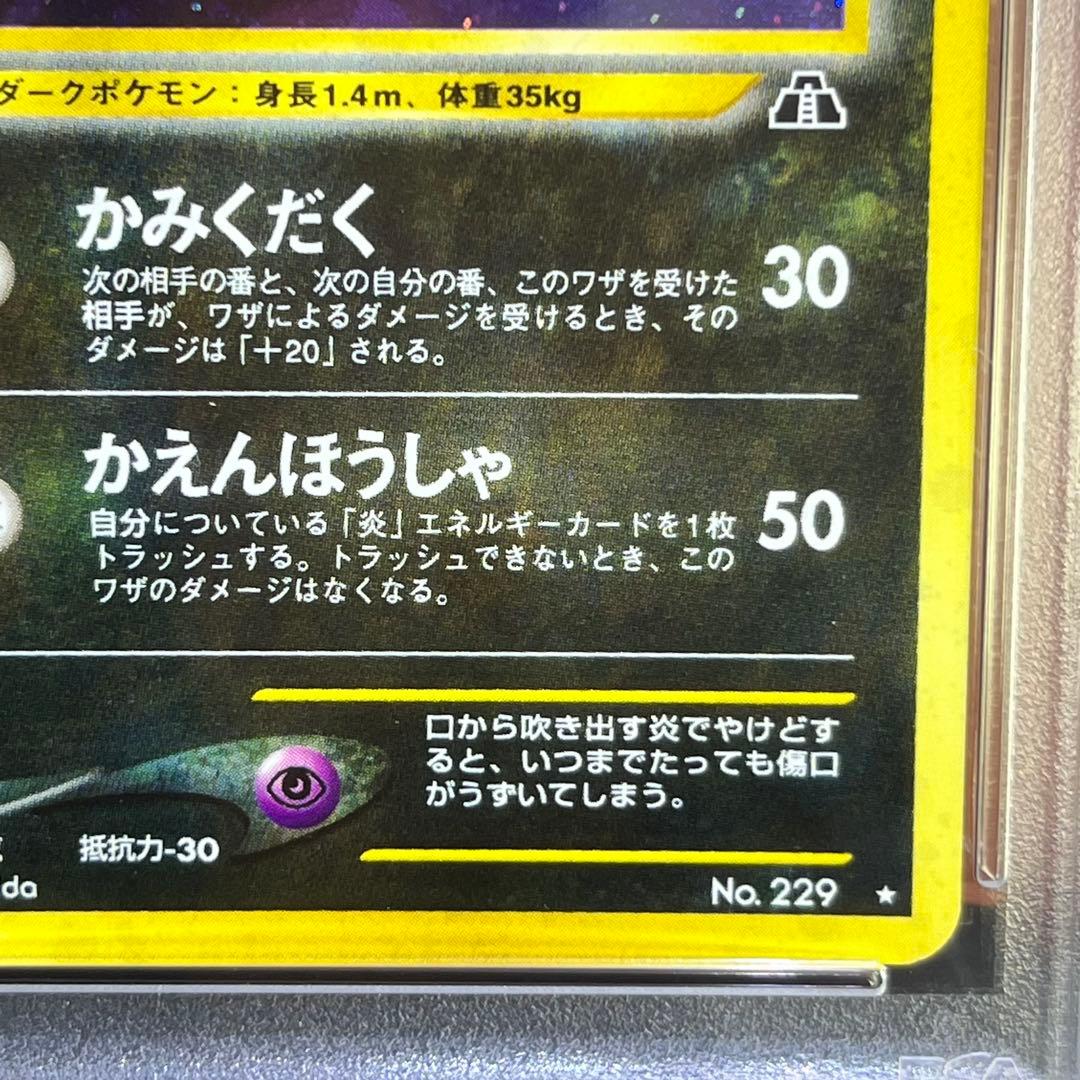 ダークポケモン：身長1.4m、体重35kg
かみくだく
30
次の相手の番と、次の自分の番、このワザを受けた
相手が、ワザによるダメージを受けるとき、その
ダメージは「＋20」される。
かえんほうしゃ
50
自分についている「炎」エネルギーカードを1枚
トラッシュする。トラッシュできないとき、この
ワザのダメージはなくなる。
口から吹き出す炎でやけどす
ると、いつまでたっても傷口
がうずいてしまう。
抵抗力-30
da
No. 229 ★